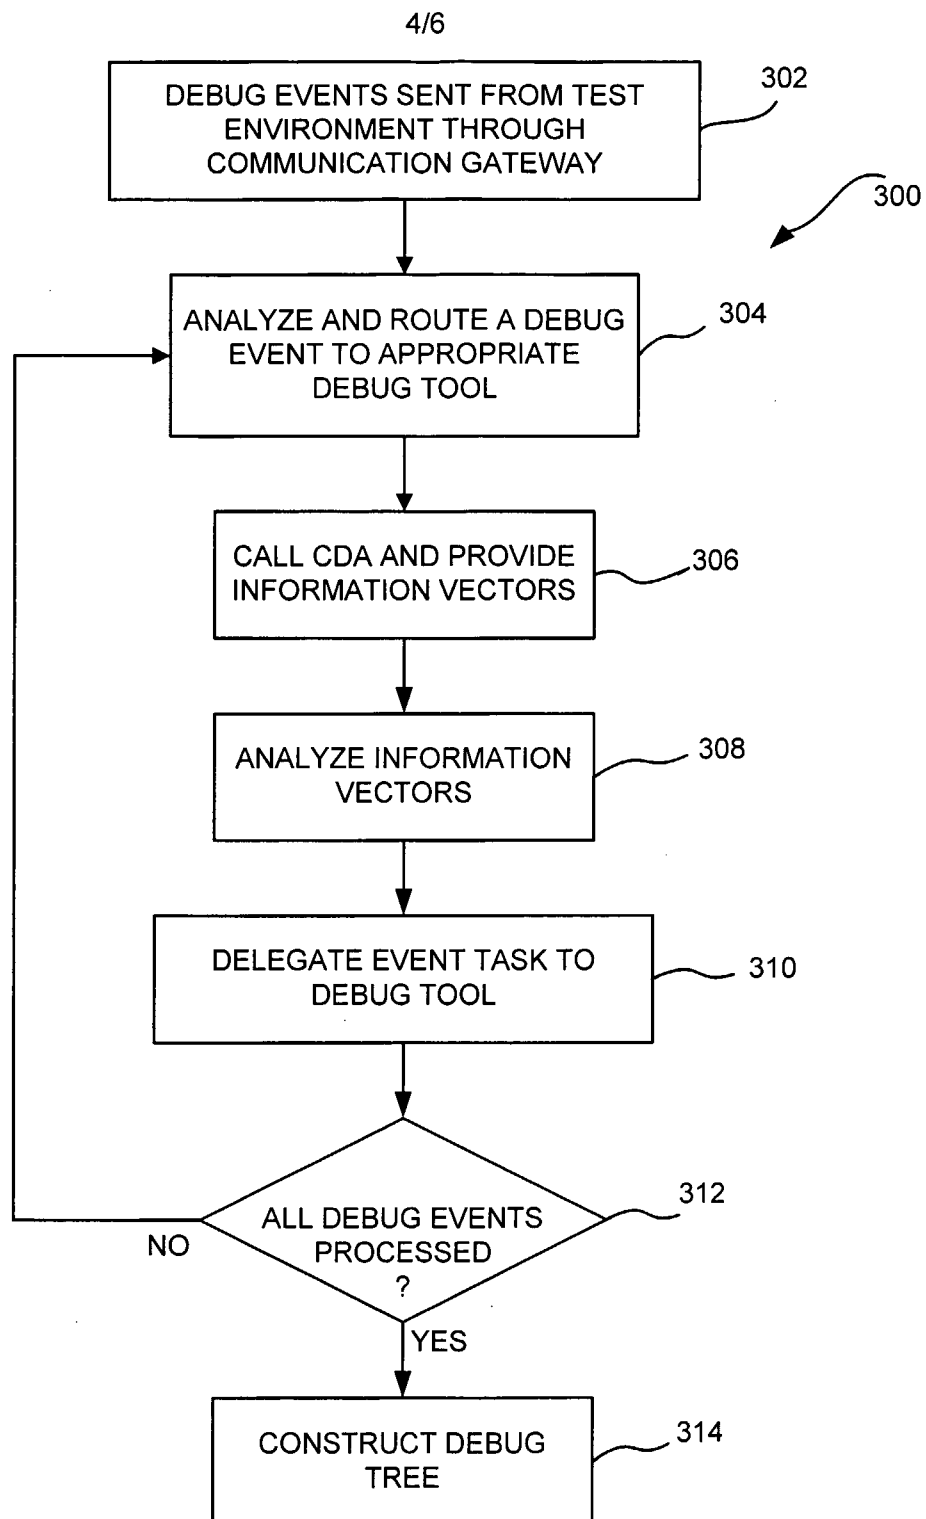 4/6
DEBUG EVENTS SENT FROM TEST
ENVIRONMENT THROUGH
COMMUNICATION GATEWAY
302
300
ANALYZE AND ROUTE A DEBUG
EVENT TO APPROPRIATE
DEBUG TOOL
304
CALL CDA AND PROVIDE
INFORMATION VECTORS
306
ANALYZE INFORMATION
VECTORS
308
DELEGATE EVENT TASK TO
DEBUG TOOL
310
ALL DEBUG EVENTS
PROCESSED
?
312
NO
YES
CONSTRUCT DEBUG
TREE
314